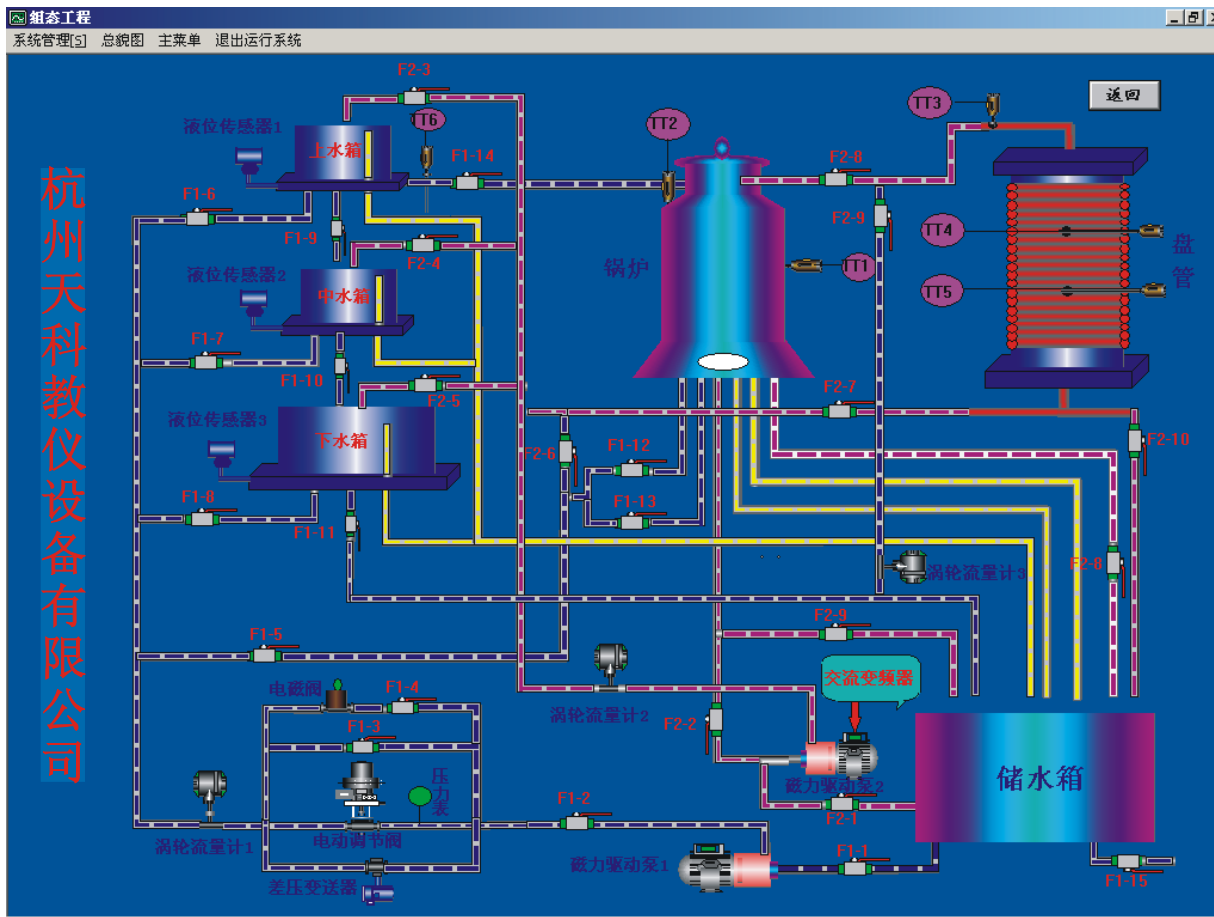 组态工程
系统管理[S] 总貌图 主菜单 退出运行系统
杭州天科教仪设备有限公司
F2-3
TT3
返回
液位传感器1
上水箱
TT6
TT2
F1-14
F2-8
F1-6
F1-9
F2-4
F2-9
TT4
盘管
液位传感器2
中水箱
锅炉
TT1
TT5
F1-7
F1-10
F2-5
F2-7
液位传感器3
下水箱
F2-6
F1-12
F2-10
F1-8
F1-13
F1-11
涡轮流量计3
F2-8
F1-5
F2-9
电磁阀
F1-4
交流变频器
涡轮流量计2
F1-3
F2-2
压力表
储水箱
磁力驱动泵2
F1-2
F2-1
涡轮流量计1
电动调节阀
磁力驱动泵1
F1-1
差压变送器
F1-15